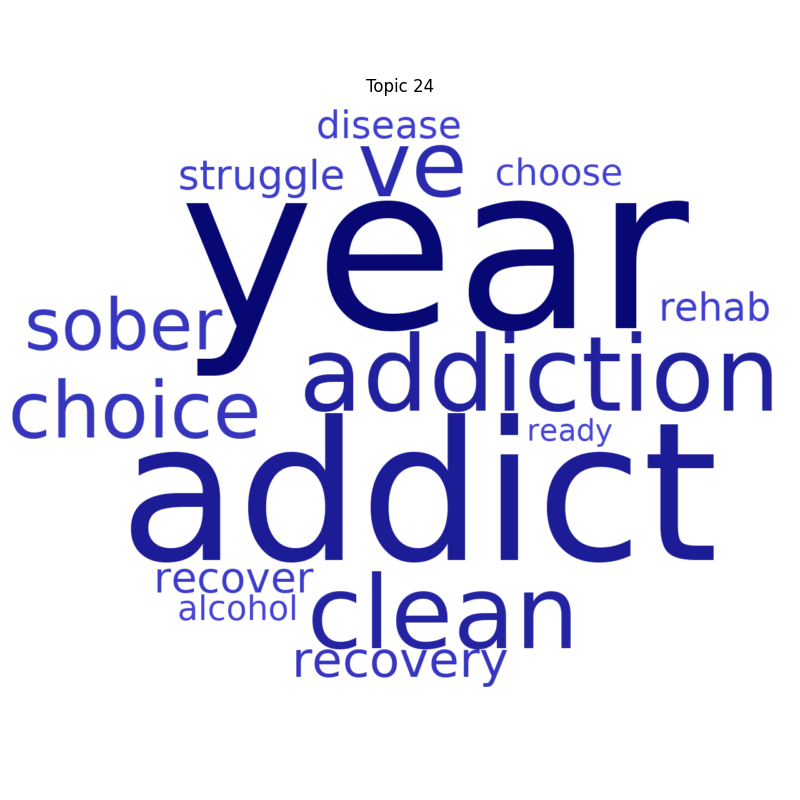 Topic 24
disease
struggle ve choose
year
sober rehab
addiction
choice ready
addict
recover
alcohol clean
recovery